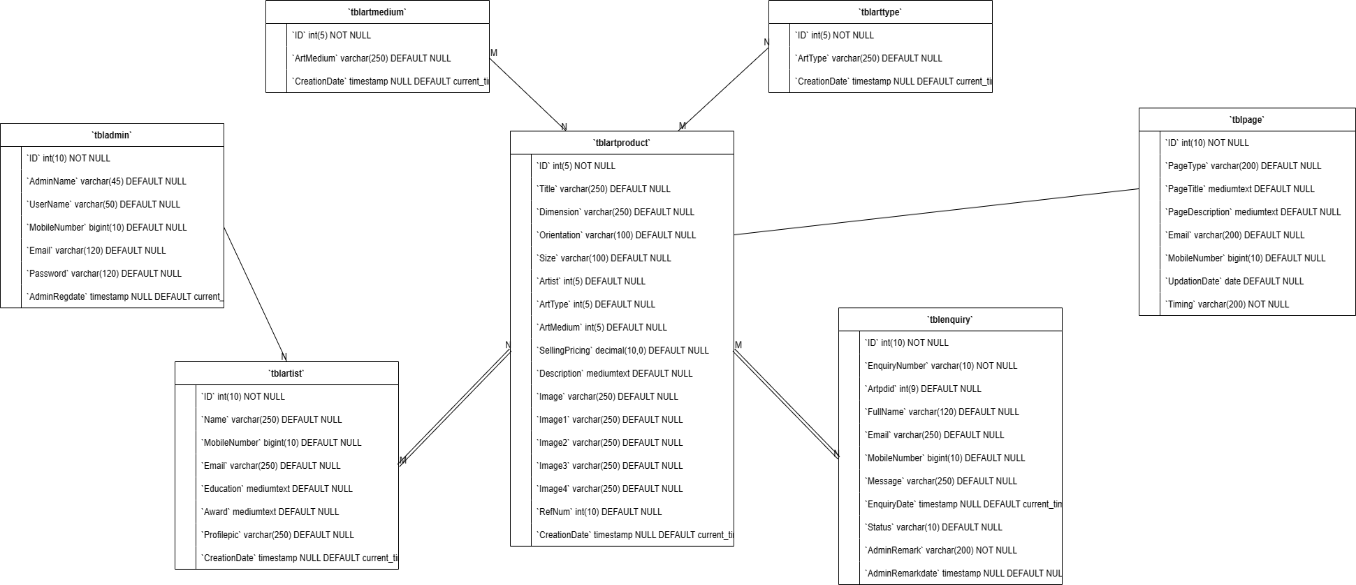 `tblartmedium`
`ID` int(5) NOT NULL
`ArtMedium` varchar(250) DEFAULT NULL
`CreationDate` timestamp NULL DEFAULT current_ti
M
N
`tblarttype`
`ID` int(5) NOT NULL
`ArtType` varchar(250) DEFAULT NULL
`CreationDate` timestamp NULL DEFAULT current_ti
N
M
`tbladmin`
`ID` int(10) NOT NULL
`AdminName` varchar(45) DEFAULT NULL
`UserName` varchar(50) DEFAULT NULL
`MobileNumber` bigint(10) DEFAULT NULL
`Email` varchar(120) DEFAULT NULL
`Password` varchar(120) DEFAULT NULL
`AdminRegdate` timestamp NULL DEFAULT current_
N
`tblartproduct`
`ID` int(5) NOT NULL
`Title` varchar(250) DEFAULT NULL
`Dimension` varchar(250) DEFAULT NULL
`Orientation` varchar(100) DEFAULT NULL
`Size` varchar(100) DEFAULT NULL
`Artist` int(5) DEFAULT NULL
`ArtType` int(5) DEFAULT NULL
`ArtMedium` int(5) DEFAULT NULL
`SellingPricing` decimal(10,0) DEFAULT NULL
`Description` mediumtext DEFAULT NULL
`Image` varchar(250) DEFAULT NULL
`Image1` varchar(250) DEFAULT NULL
`Image2` varchar(250) DEFAULT NULL
`Image3` varchar(250) DEFAULT NULL
`Image4` varchar(250) DEFAULT NULL
`RefNum` int(10) DEFAULT NULL
`CreationDate` timestamp NULL DEFAULT current_ti
`tblpage`
`ID` int(10) NOT NULL
`PageType` varchar(200) DEFAULT NULL
`PageTitle` mediumtext DEFAULT NULL
`PageDescription` mediumtext DEFAULT NULL
`Email` varchar(200) DEFAULT NULL
`MobileNumber` bigint(10) DEFAULT NULL
`UpdationDate` date DEFAULT NULL
`Timing` varchar(200) NOT NULL
N
M
`tblartist`
`ID` int(10) NOT NULL
`Name` varchar(250) DEFAULT NULL
`MobileNumber` bigint(10) DEFAULT NULL
`Email` varchar(250) DEFAULT NULL
`Education` mediumtext DEFAULT NULL
`Award` mediumtext DEFAULT NULL
`Profilepic` varchar(250) DEFAULT NULL
`CreationDate` timestamp NULL DEFAULT current_ti
M
N
`tblenquiry`
`ID` int(10) NOT NULL
`EnquiryNumber` varchar(10) NOT NULL
`Artpdid` int(9) DEFAULT NULL
`FullName` varchar(120) DEFAULT NULL
`Email` varchar(250) DEFAULT NULL
`MobileNumber` bigint(10) DEFAULT NULL
`Message` varchar(250) DEFAULT NULL
`EnquiryDate` timestamp NULL DEFAULT current_tim
`Status` varchar(10) DEFAULT NULL
`AdminRemark` varchar(200) NOT NULL
`AdminRemarkdate` timestamp NULL DEFAULT NUL